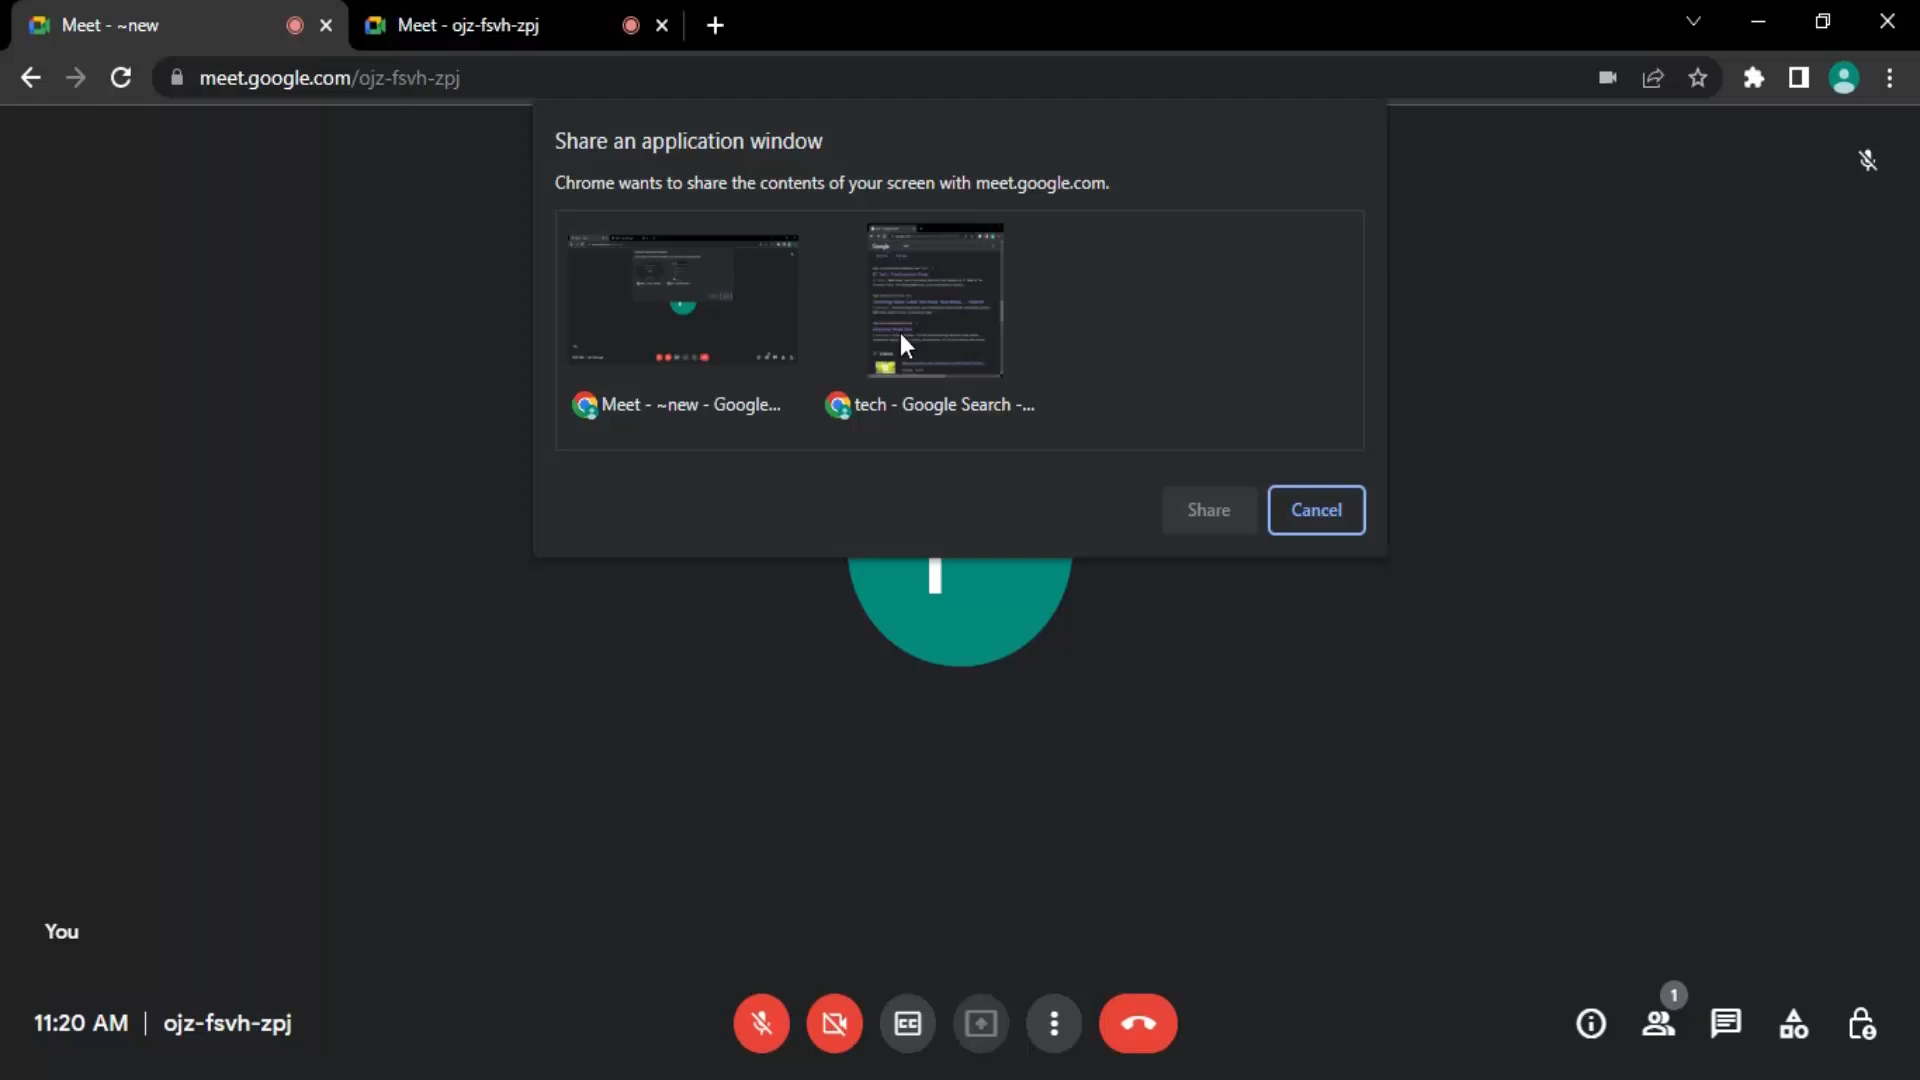 Meet - ~new
Meet - ojz-fsvh-zpj
meet.google.com/ojz-fsvh-zpj
Share an application window
Chrome wants to share the contents of your screen with meet.google.com.
Meet - ~new - Google...
tech - Google Search -...
Share
Cancel
You
11:20 AM | ojz-fsvh-zpj
CC
1